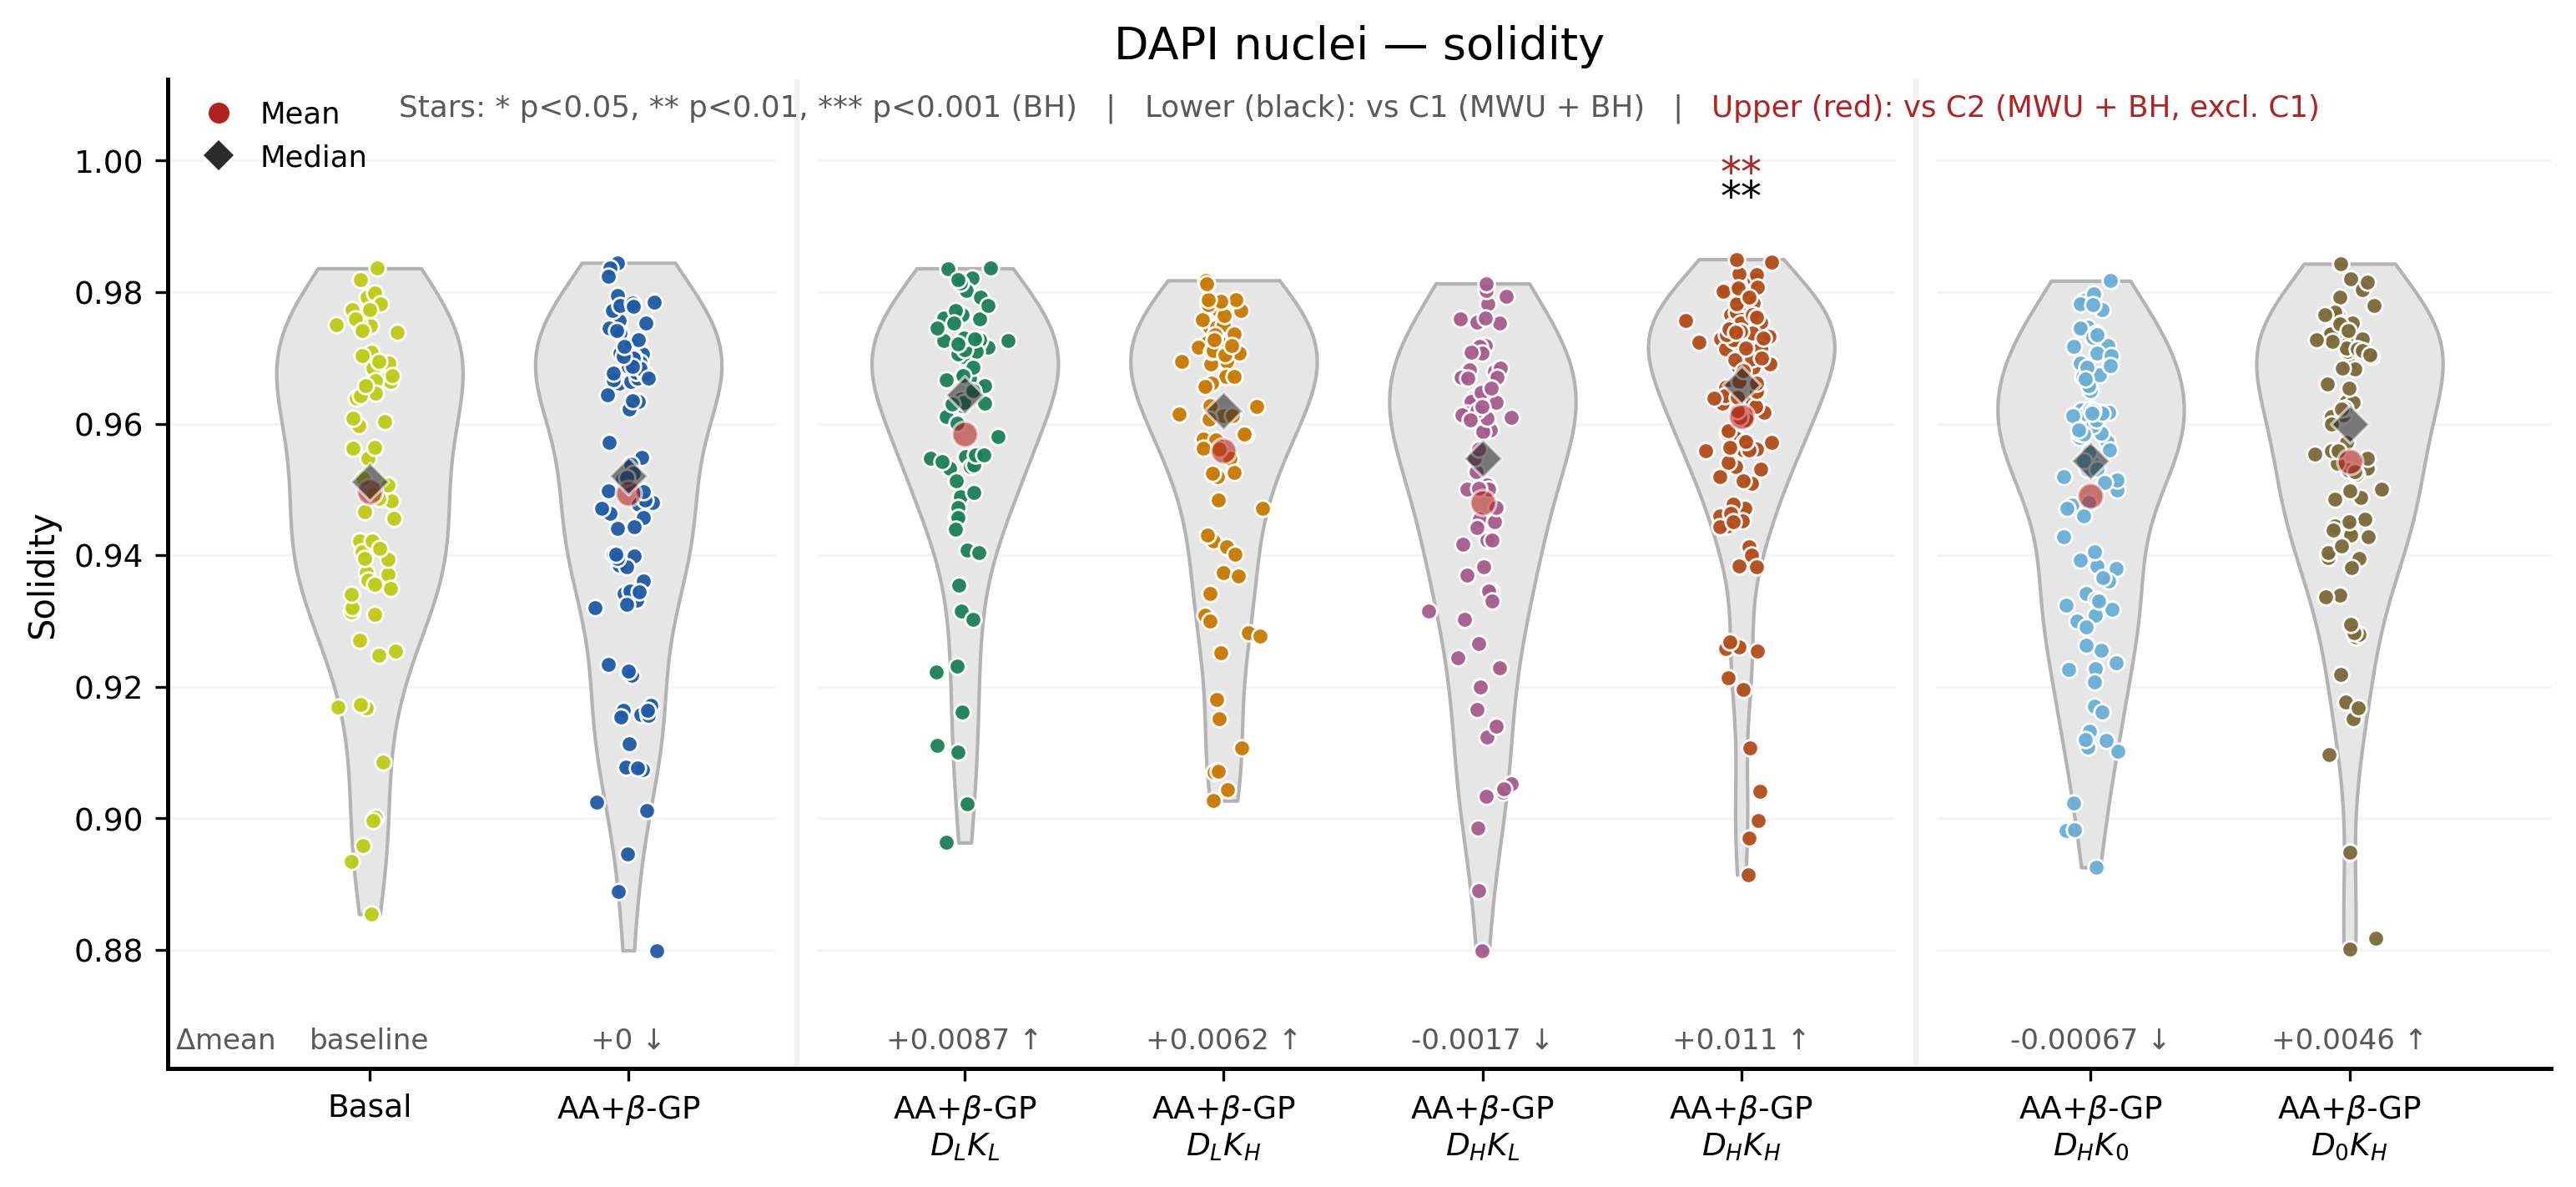 DAPI nuclei — solidity
Mean
Median
Stars: * p<0.05, ** p<0.01, *** p<0.001 (BH) | Lower (black): vs C1 (MWU + BH) | Upper (red): vs C2 (MWU + BH, excl. C1)
**
**
Solidity
1.00
0.98
0.96
0.94
0.92
0.90
0.88
Δmean baseline +0 ↓ +0.0087 ↑ +0.0062 ↑ -0.0017 ↓ +0.011 ↑ -0.00067 ↓ +0.0046 ↑
Basal AA+β-GP AA+β-GP AA+β-GP AA+β-GP AA+β-GP AA+β-GP AA+β-GP
D_LK_L D_LK_H D_HK_L D_HK_H D_HK_0 D_0K_H